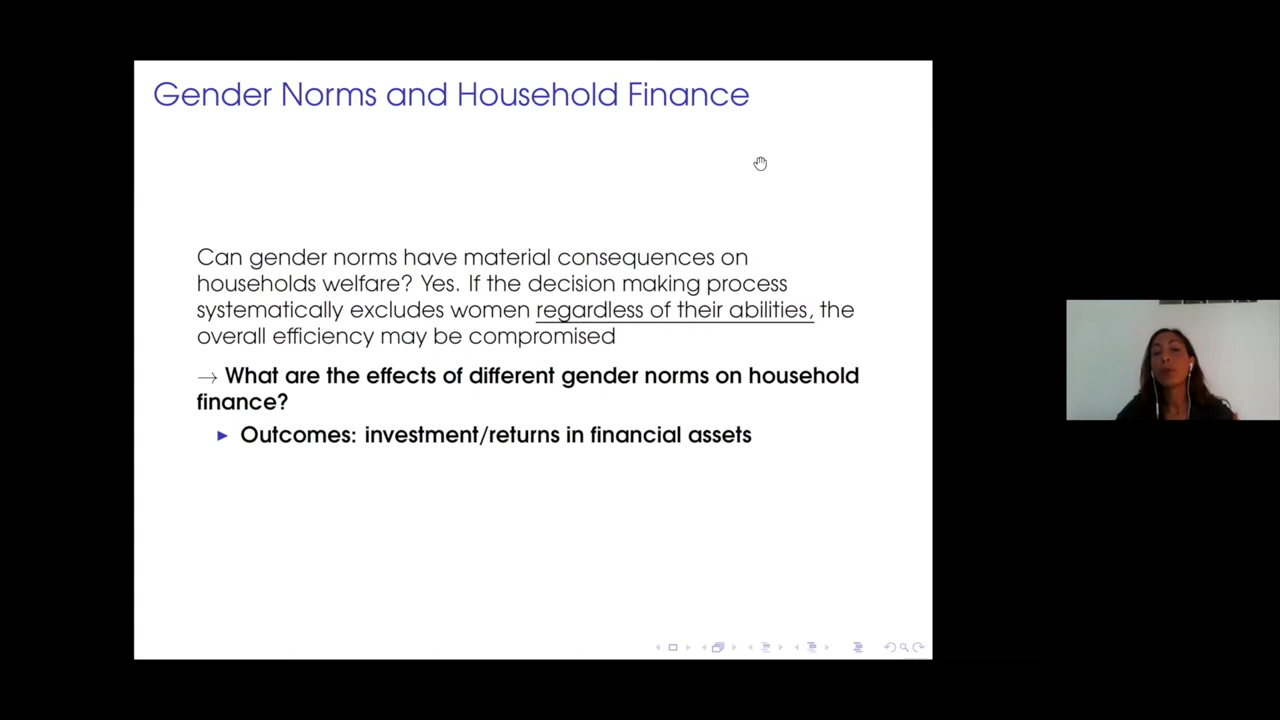 Gender Norms and Household Finance
Can gender norms have material consequences on
households welfare? Yes. If the decision making process
systematically excludes women regardless of their abilities, the
overall efficiency may be compromised
→ What are the effects of different gender norms on household
finance?
▶ Outcomes: investment/returns in financial assets